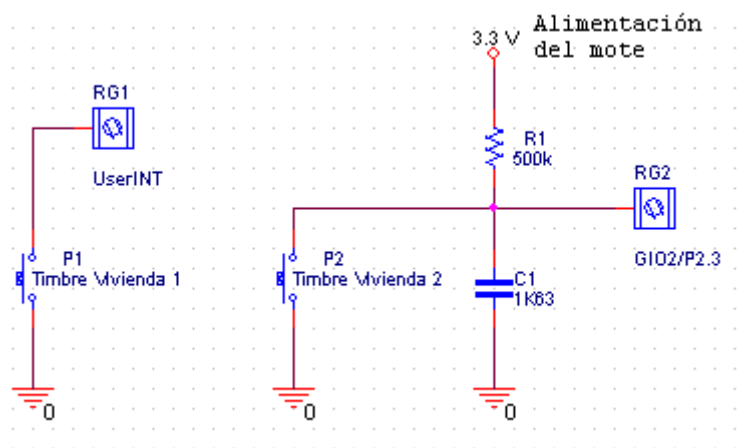 Alimentación
3.3 V
del mote
RG1
UserINT
R1
500k
RG2
GIO2/P2.3
P1
Timbre Vivienda 1
P2
Timbre Vivienda 2
C1
1K63
0
0
0